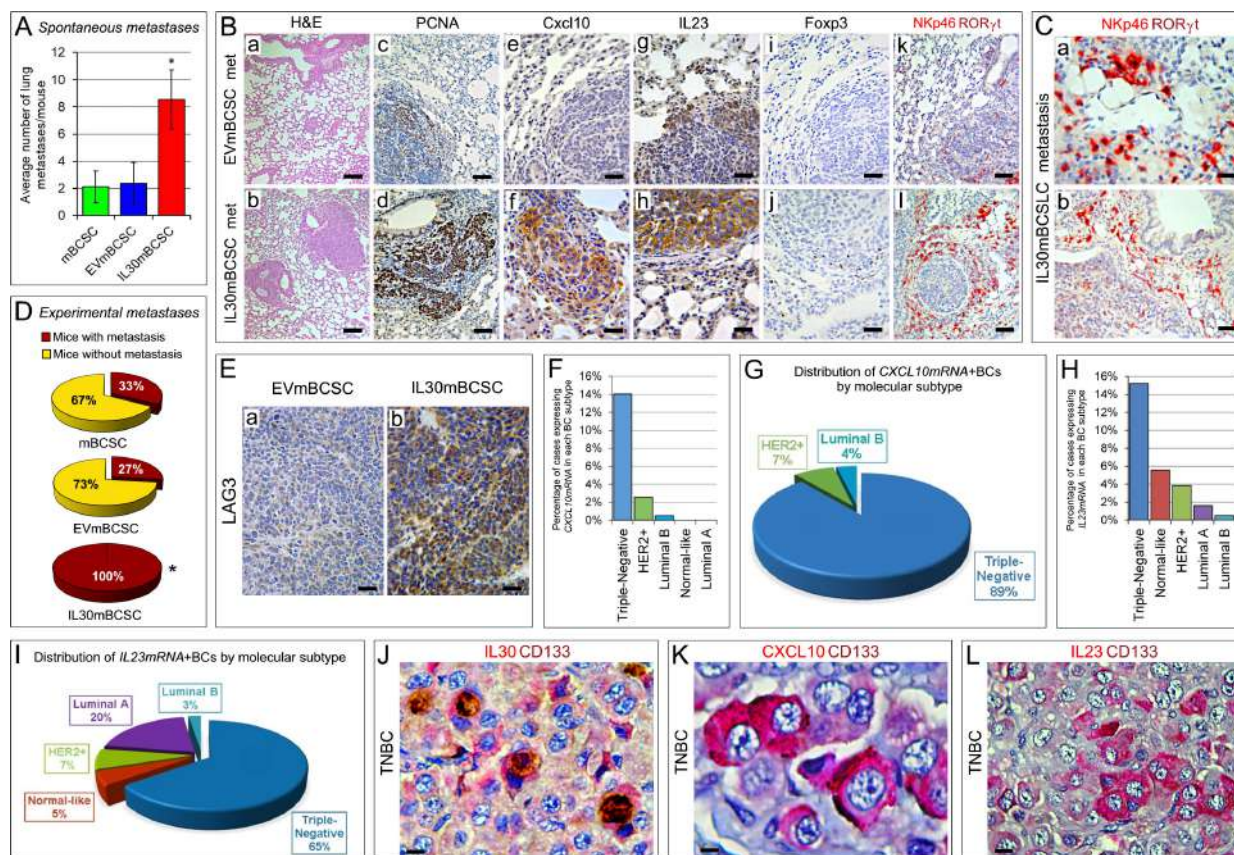 A
Spontaneous metastases
Average number of lung
metastases/mouse
12
10
8
6
4
2
0
*
mBCSC
EVmBCSC
IL30mBCSC
B
H&E
PCNA
Cxcl10
IL23
Foxp3
NKp46 RORγt
EVmBCSC met
IL30mBCSC met
a
c
e
g
i
k
b
d
f
h
j
l
C
NKp46 RORγt
IL30mBCSLC metastasis
a
b
D
Experimental metastases
Mice with metastasis
Mice without metastasis
33%
67%
mBCSC
27%
73%
EVmBCSC
100%
*
IL30mBCSC
E
EVmBCSC
IL30mBCSC
a
b
LAG3
F
Percentage of cases expressing
CXCL10mRNA in each BC subtype
16%
14%
12%
10%
8%
6%
4%
2%
0%
Triple-Negative
HER2+
Luminal B
Normal-like
Luminal A
G
Distribution of CXCL10mRNA+BCs
by molecular subtype
HER2+
7%
Luminal B
4%
Triple-
Negative
89%
H
Percentage of cases expressing
IL23mRNA in each BC subtype
16%
14%
12%
10%
8%
6%
4%
2%
0%
Triple-Negative
Normal-like
HER2+
Luminal A
Luminal B
I
Distribution of IL23mRNA+BCs by molecular subtype
Luminal B
3%
Luminal A
20%
HER2+
7%
Normal-like
5%
Triple-
Negative
65%
J
IL30 CD133
TNBC
K
CXCL10 CD133
TNBC
L
IL23 CD133
TNBC